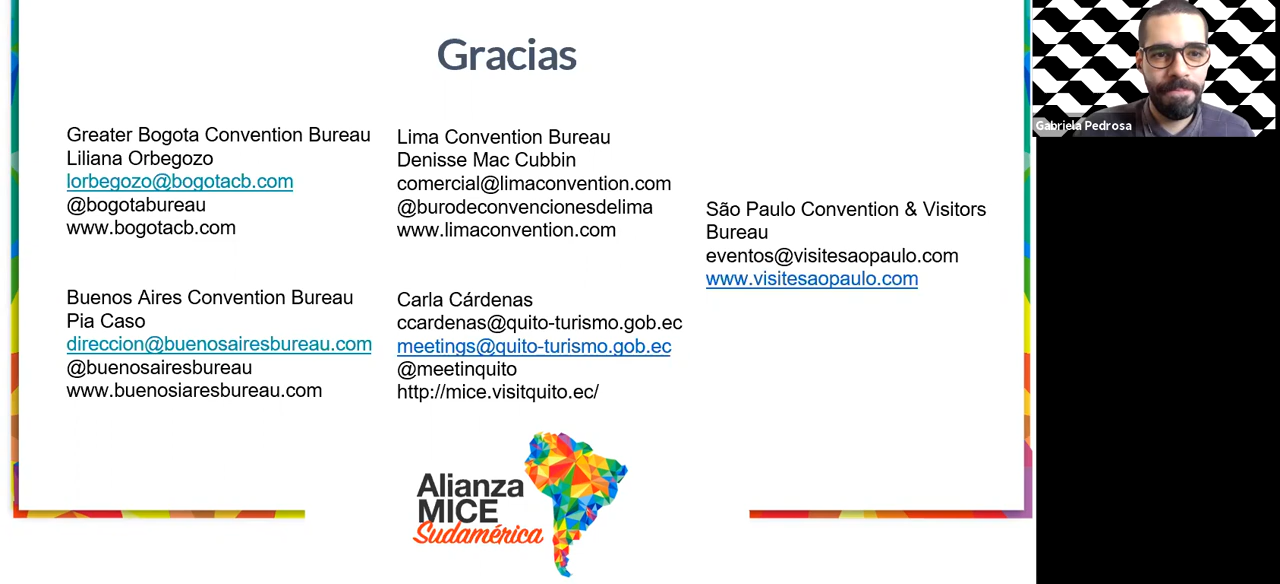 Gracias
Greater Bogota Convention Bureau
Liliana Orbegozo
lorbegozo@bogotacb.com
@bogotabureau
www.bogotacb.com
Lima Convention Bureau
Denisse Mac Cubbin
comercial@limaconvention.com
@burodeconvencionesdelima
www.limaconvention.com
São Paulo Convention & Visitors
Bureau
eventos@visitesaopaulo.com
www.visitesaopaulo.com
Buenos Aires Convention Bureau
Pia Caso
direccion@buenosairesbureau.com
@buenosairesbureau
www.buenosiaresbureau.com
Carla Cárdenas
ccardenas@quito-turismo.gob.ec
meetings@quito-turismo.gob.ec
@meetinquito
http://mice.visitquito.ec/
Alianza
MICE
Sudamérica
Gabriela Pedrosa